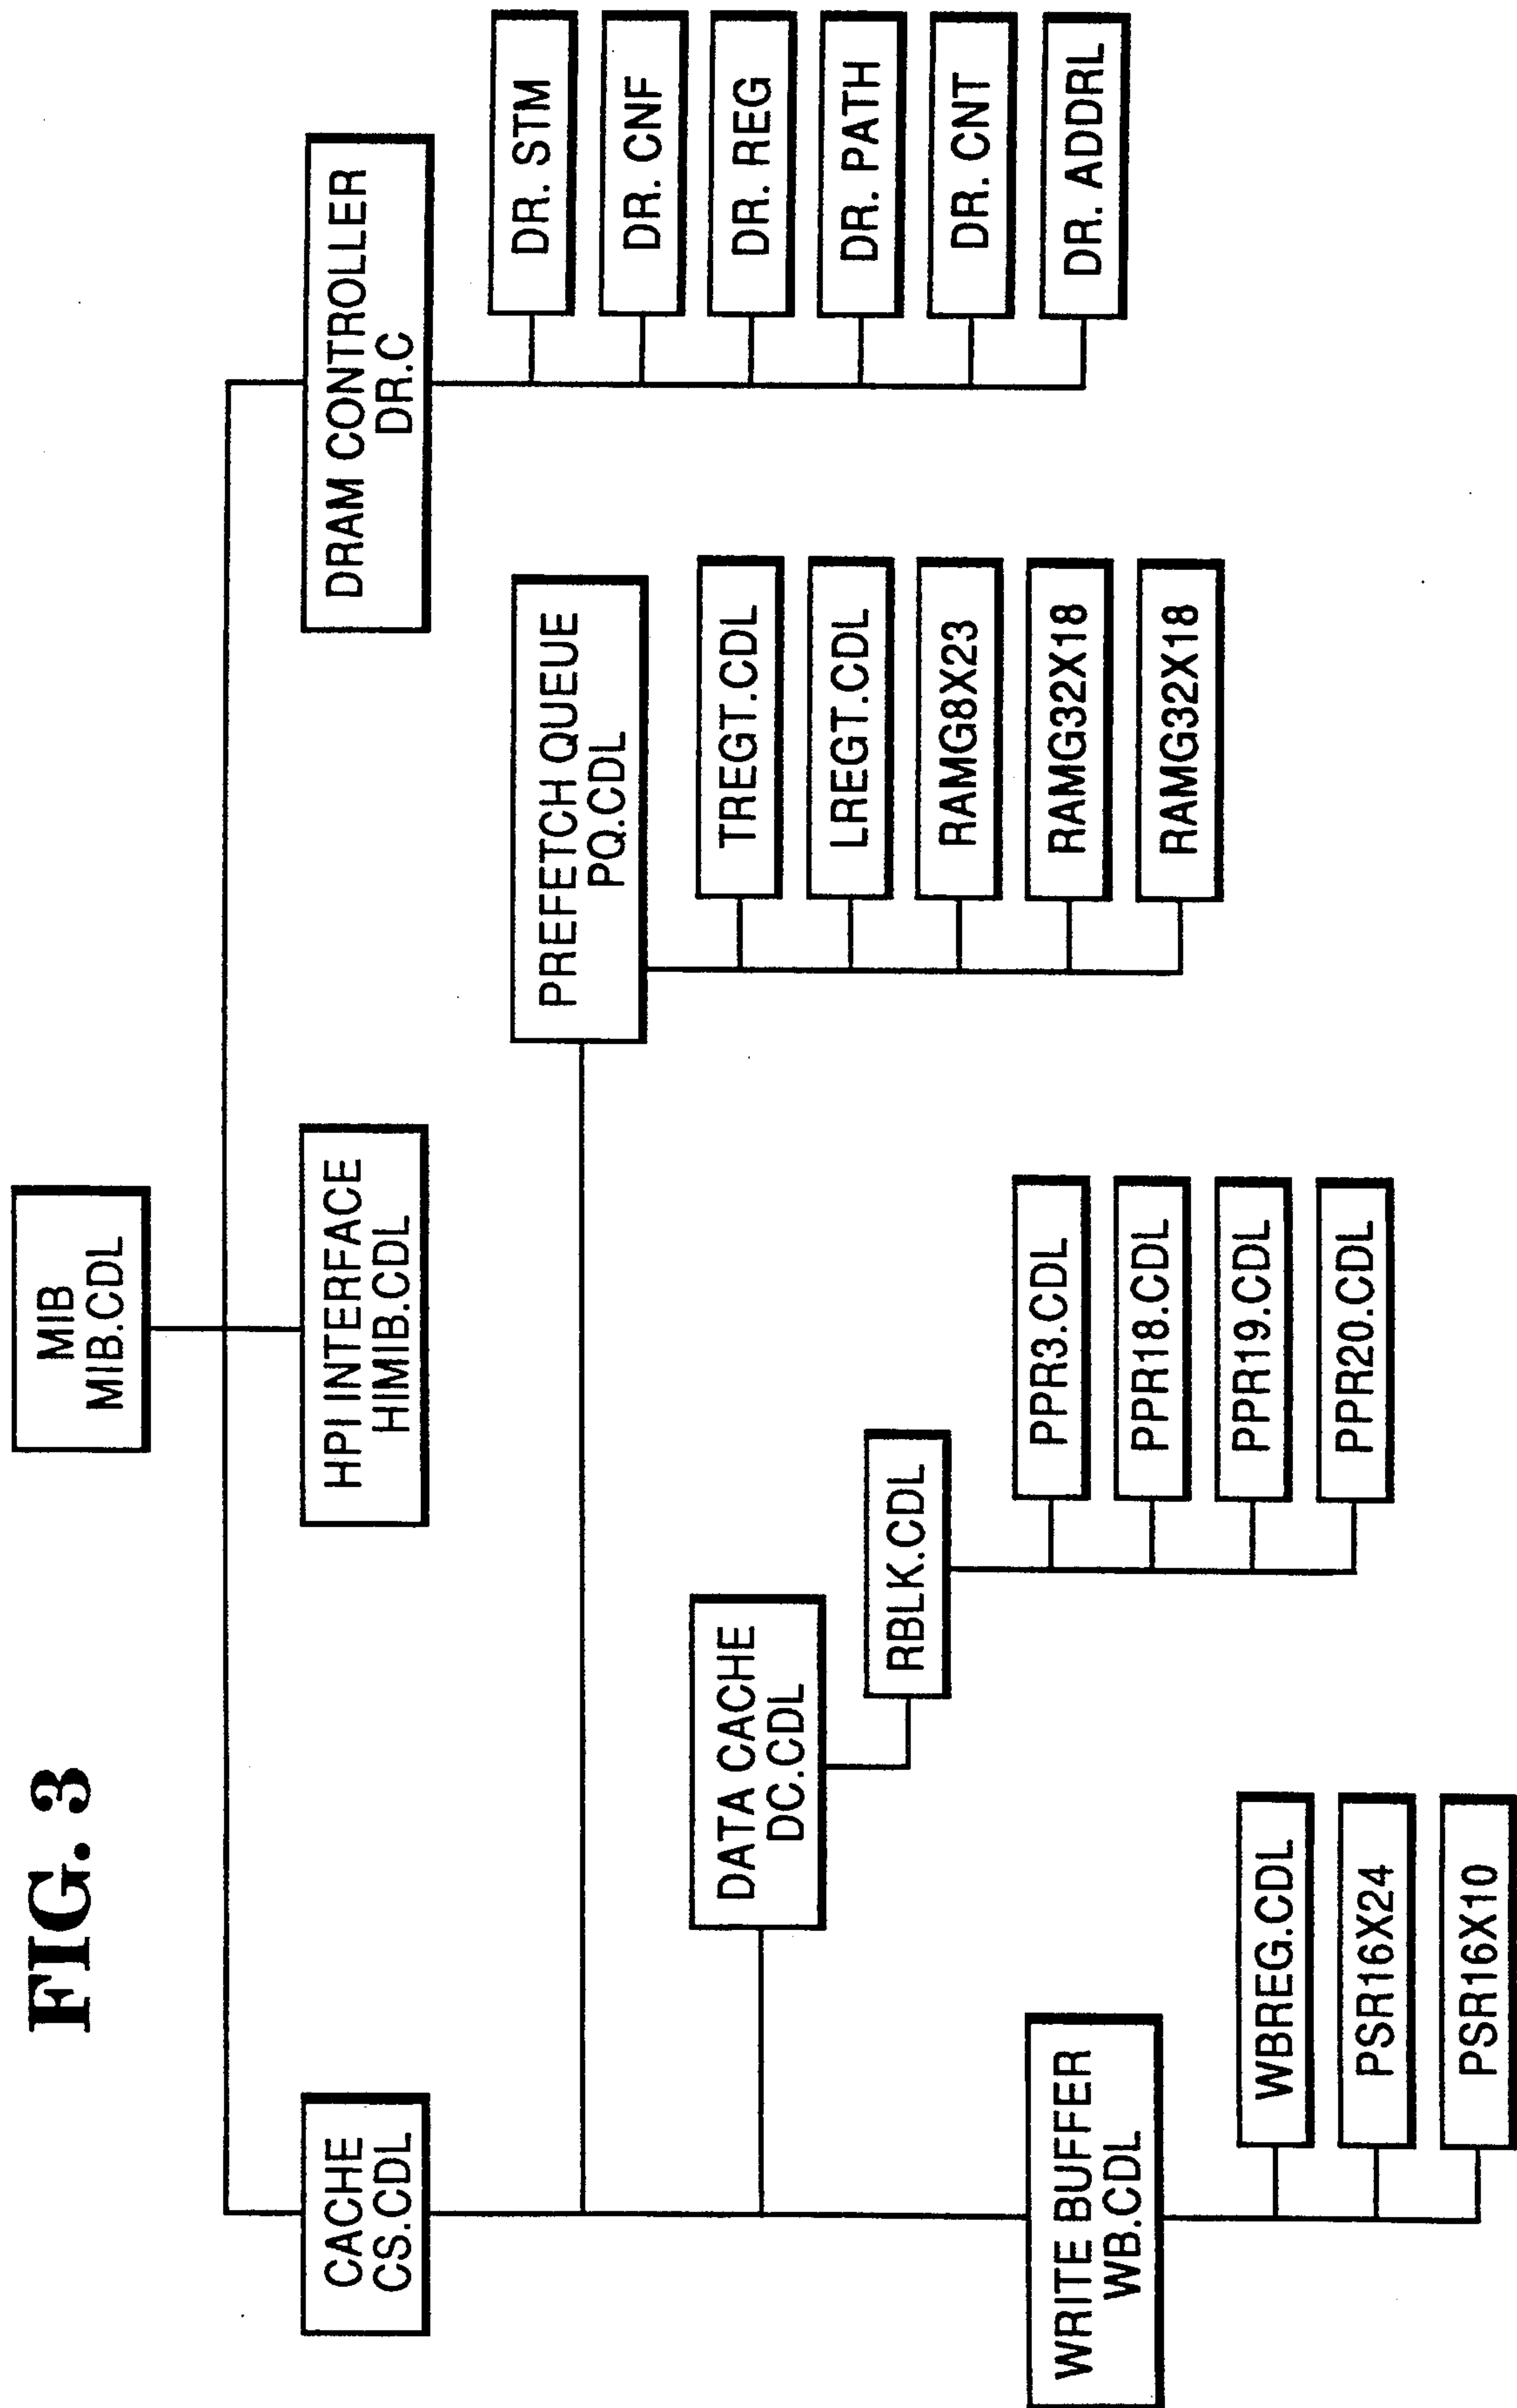 FIG. 3
MIB
MIB.CDL
CACHE
CS.CDL
HPI INTERFACE
HIMIB.CDL
DRAM CONTROLLER
DR.C
DR. STM
DR. CNF
DR. REG
DR. PATH
DR. CNT
DR. ADDRL
PREFETCH QUEUE
PQ.CDL
TREGT.CDL
LREGT.CDL
RAMG8X23
RAMG32X18
RAMG32X18
DATA CACHE
DC.CDL
RBLK.CDL
PPR3.CDL
PPR18.CDL
PPR19.CDL
PPR20.CDL
WRITE BUFFER
WB.CDL
WBREG.CDL
PSR16X24
PSR16X10